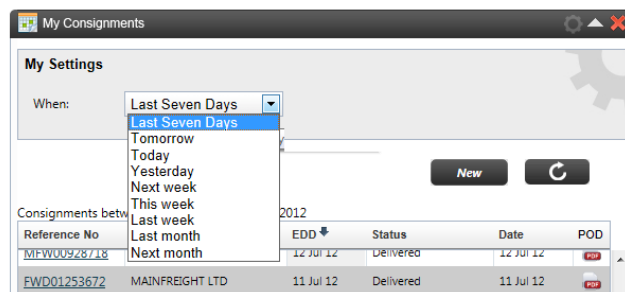 My Consignments
My Settings
When: Last Seven Days
Last Seven Days
Tomorrow
Today
Yesterday
Next week
This week
Last week
Last month
Next month
New
Consignments 2012
Reference No EDD Status Date POD
MFW00928718 12 Jul 12 Delivered 12 Jul 12 PDF
FWD01253672 MAINFREIGHT LTD 11 Jul 12 Delivered 11 Jul 12 PDF